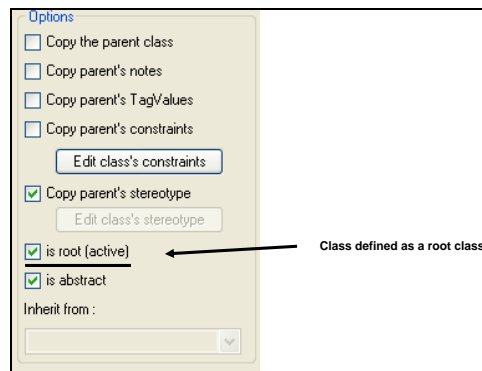 Options
Copy the parent class
Copy parent's notes
Copy parent's TagValues
Copy parent's constraints
Edit class's constraints
Copy parent's stereotype
Edit class's stereotype
is root (active)
Class defined as a root class
is abstract
Inherit from :